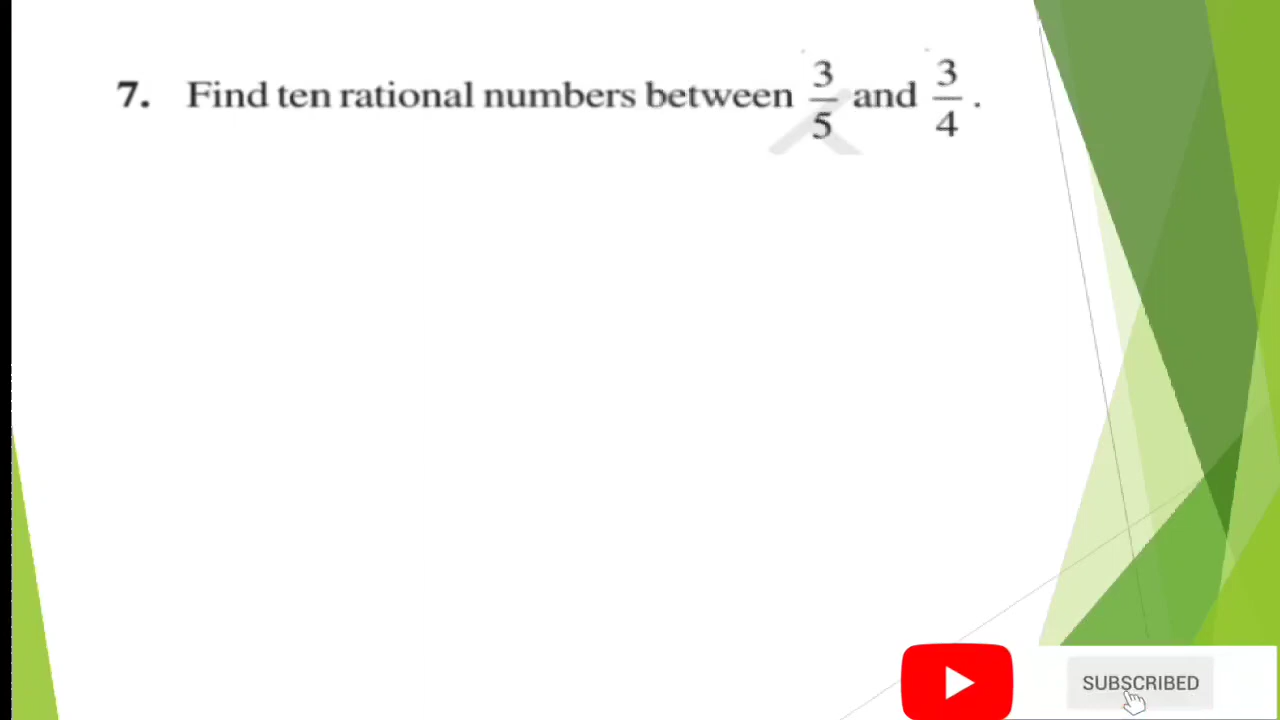 7. Find ten rational numbers between 3/5 and 3/4 .
SUBSCRIBED